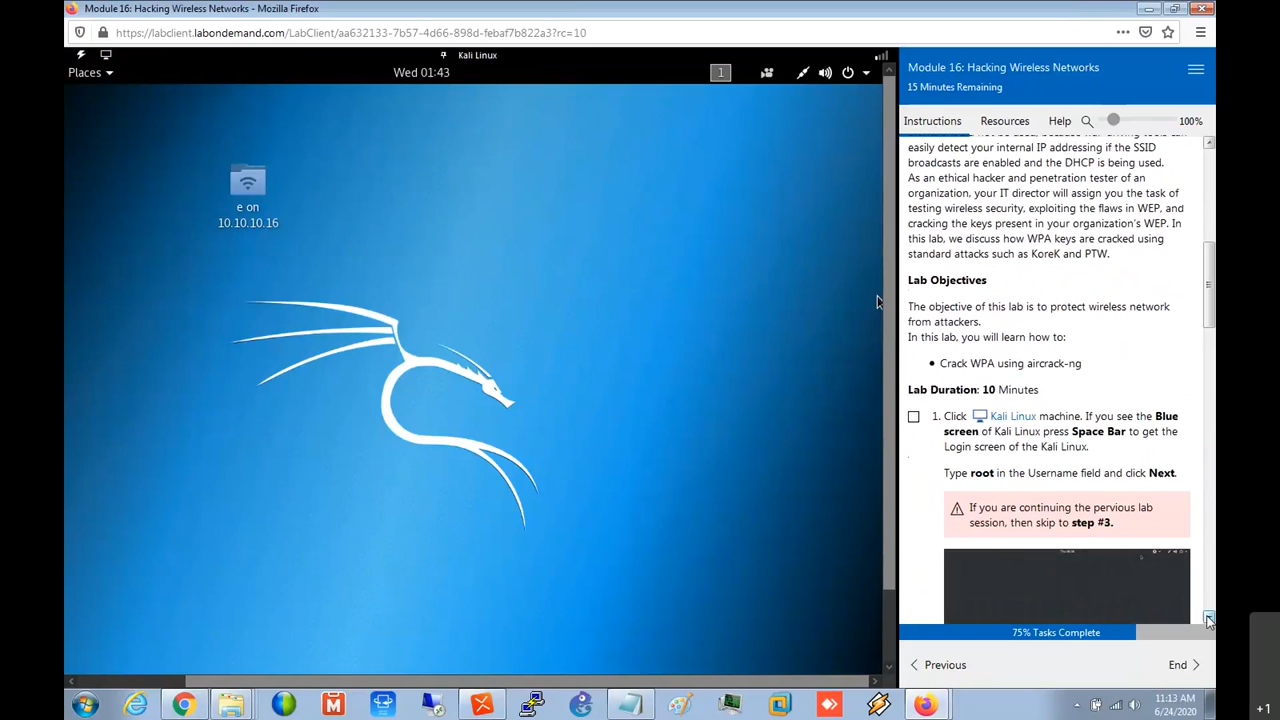 Module 16: Hacking Wireless Networks - Mozilla Firefox
https://labclient.labondemand.com/LabClient/aa632133-7b57-4d66-898d-febaf7b822a3?rc=10
Kali Linux
Places
Wed 01:43
1
e on
10.10.10.16
Module 16: Hacking Wireless Networks
15 Minutes Remaining
Instructions
Resources
Help
100%
easily detect your internal IP addressing if the SSID
broadcasts are enabled and the DHCP is being used.
As an ethical hacker and penetration tester of an
organization, your IT director will assign you the task of
testing wireless security, exploiting the flaws in WEP, and
cracking the keys present in your organization's WEP. In
this lab, we discuss how WPA keys are cracked using
standard attacks such as KoreK and PTW.
Lab Objectives
The objective of this lab is to protect wireless network
from attackers.
In this lab, you will learn how to:
• Crack WPA using aircrack-ng
Lab Duration: 10 Minutes
1. Click Kali Linux machine. If you see the Blue
screen of Kali Linux press Space Bar to get the
Login screen of the Kali Linux.
Type root in the Username field and click Next.
If you are continuing the pervious lab
session, then skip to step #3.
75% Tasks Complete
Previous
End
11:13 AM
6/24/2020
+1